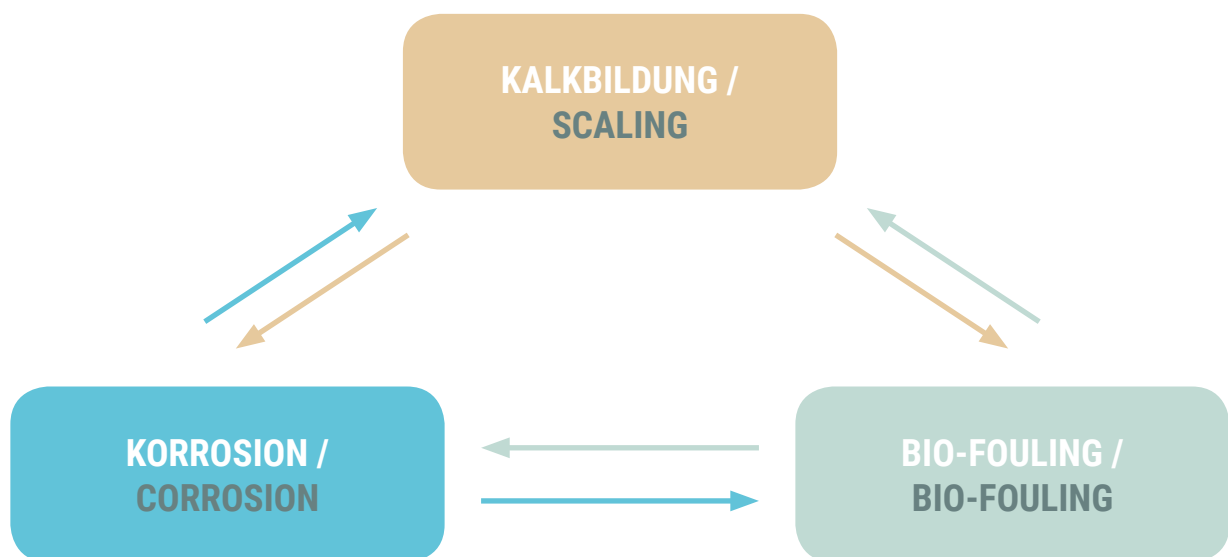 KALKBILDUNG /
SCALING
KORROSION /
CORROSION
BIO-FOULING /
BIO-FOULING